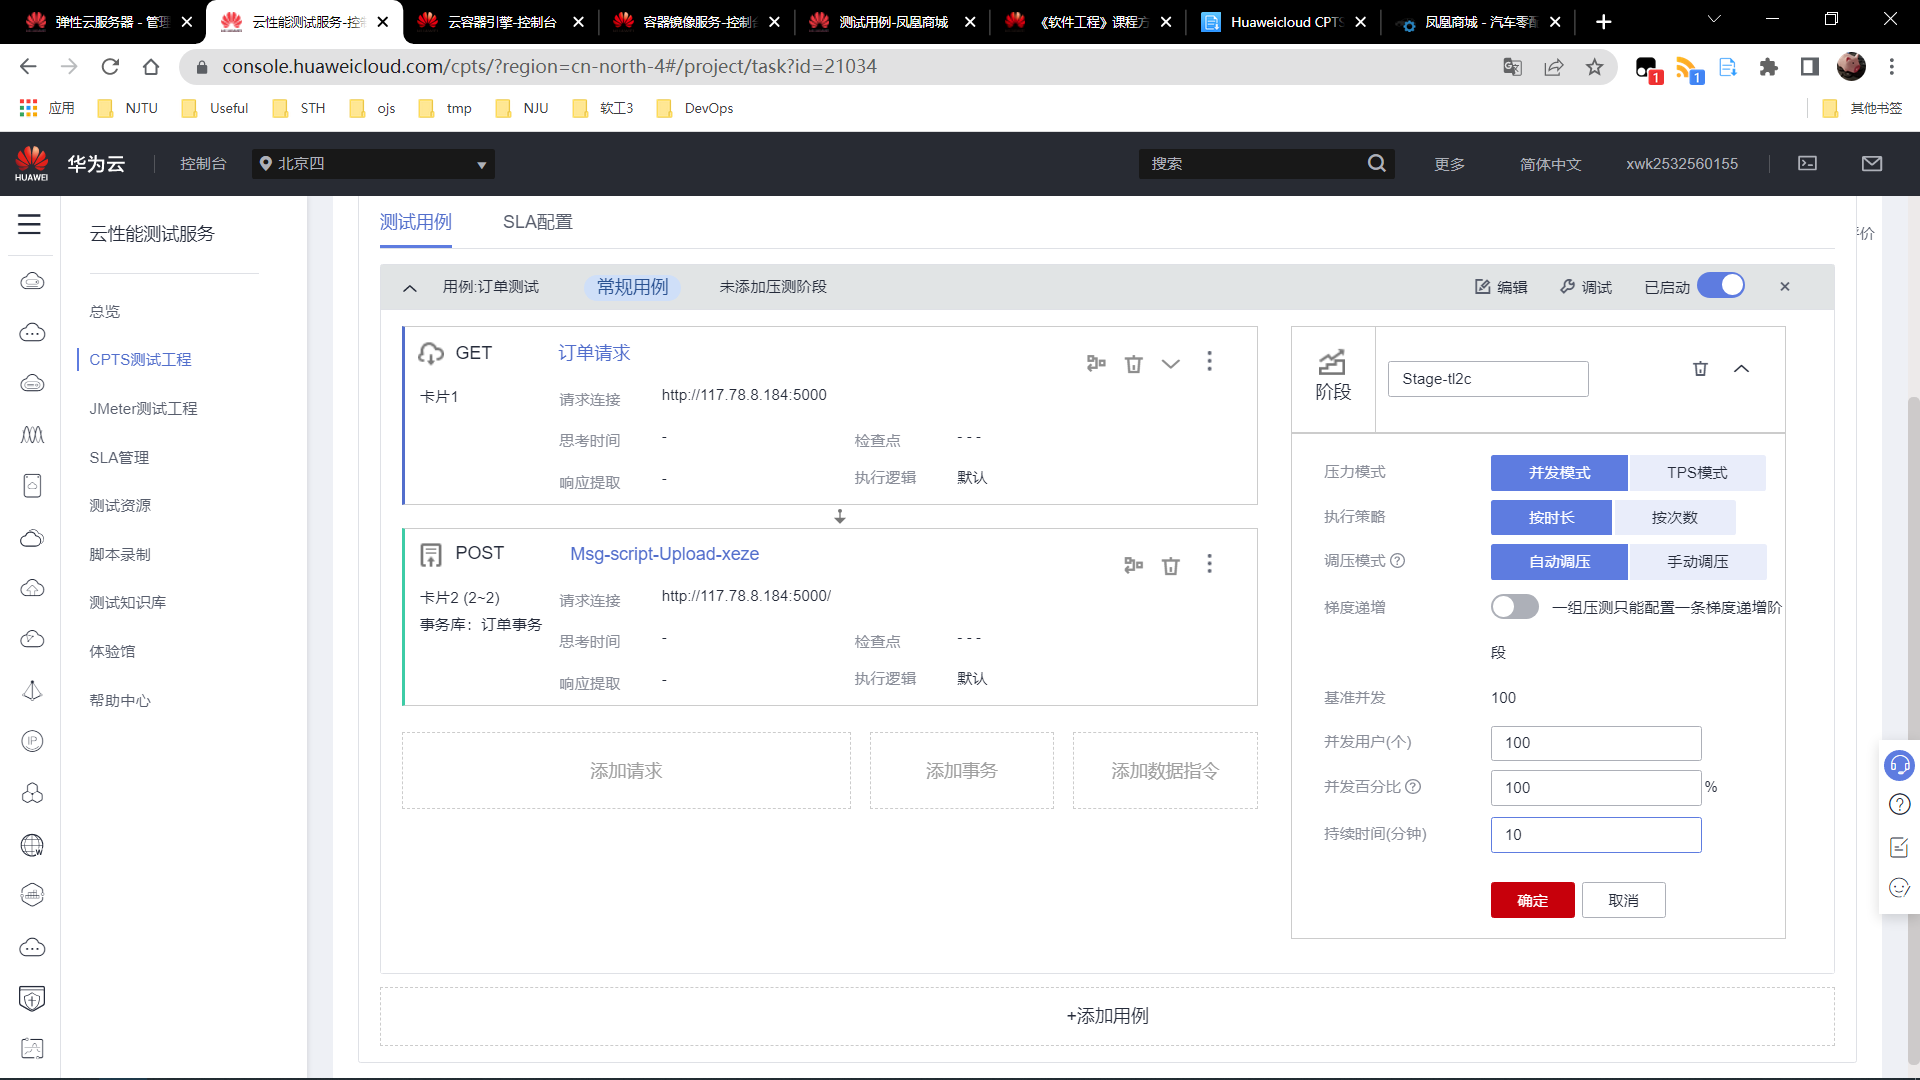 弹性云服务器 - 管理
云性能测试服务-控制
云容器引擎-控制台
容器镜像服务-控制台
测试用例-凤凰商城
《软件工程》课程方
Huaweicloud CPTS
凤凰商城 - 汽车零配
console.huaweicloud.com/cpts/?region=cn-north-4#/project/task?id=21034
1
1
应用
NJTU
Useful
STH
ojs
tmp
NJU
软工3
DevOps
其他书签
HUAWEI
华为云
控制台
北京四
搜索
更多
简体中文
xwk2532560155
云性能测试服务
总览
CPTS测试工程
JMeter测试工程
SLA管理
测试资源
脚本录制
测试知识库
体验馆
帮助中心
测试用例
SLA配置
评价
用例:订单测试
常规用例
未添加压测阶段
编辑
调试
已启动
GET
订单请求
卡片1
请求连接
http://117.78.8.184:5000
思考时间
-
检查点
- - -
响应提取
-
执行逻辑
默认
POST
Msg-script-Upload-xeze
卡片2 (2~2)
事务库：订单事务
请求连接
http://117.78.8.184:5000/
思考时间
-
检查点
- - -
响应提取
-
执行逻辑
默认
添加请求
添加事务
添加数据指令
阶段
Stage-tl2c
压力模式
并发模式
TPS模式
执行策略
按时长
按次数
调压模式
自动调压
手动调压
梯度递增
一组压测只能配置一条梯度递增阶
段
基准并发
100
并发用户(个)
100
并发百分比
100
%
持续时间(分钟)
10
确定
取消
+添加用例